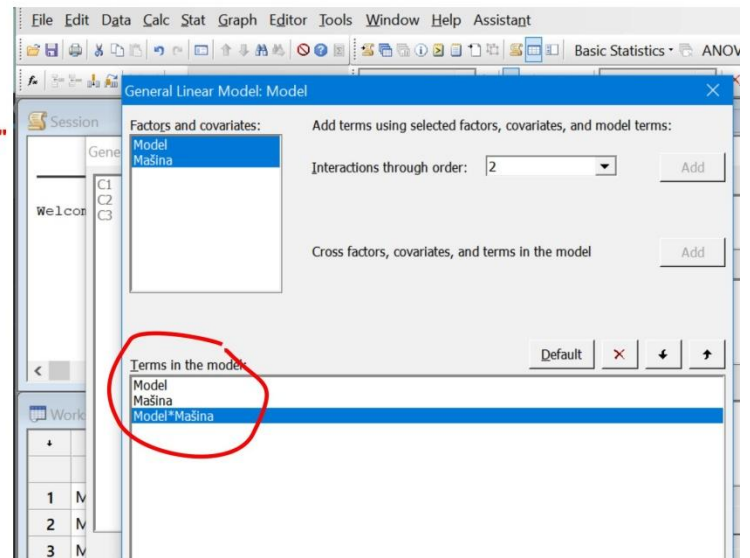 File Edit Data Calc Stat Graph Editor Tools Window Help Assistant
Basic Statistics ANOV
General Linear Model: Model
Session
Factors and covariates:
Add terms using selected factors, covariates, and model terms:
Gene
Model
Mašina
Interactions through order: 2 Add
C1
C2
C3
Welcom
Cross factors, covariates, and terms in the model Add
Default
Terms in the model:
Model
Mašina
Model*Mašina
Work
1 M
2 M
3 M